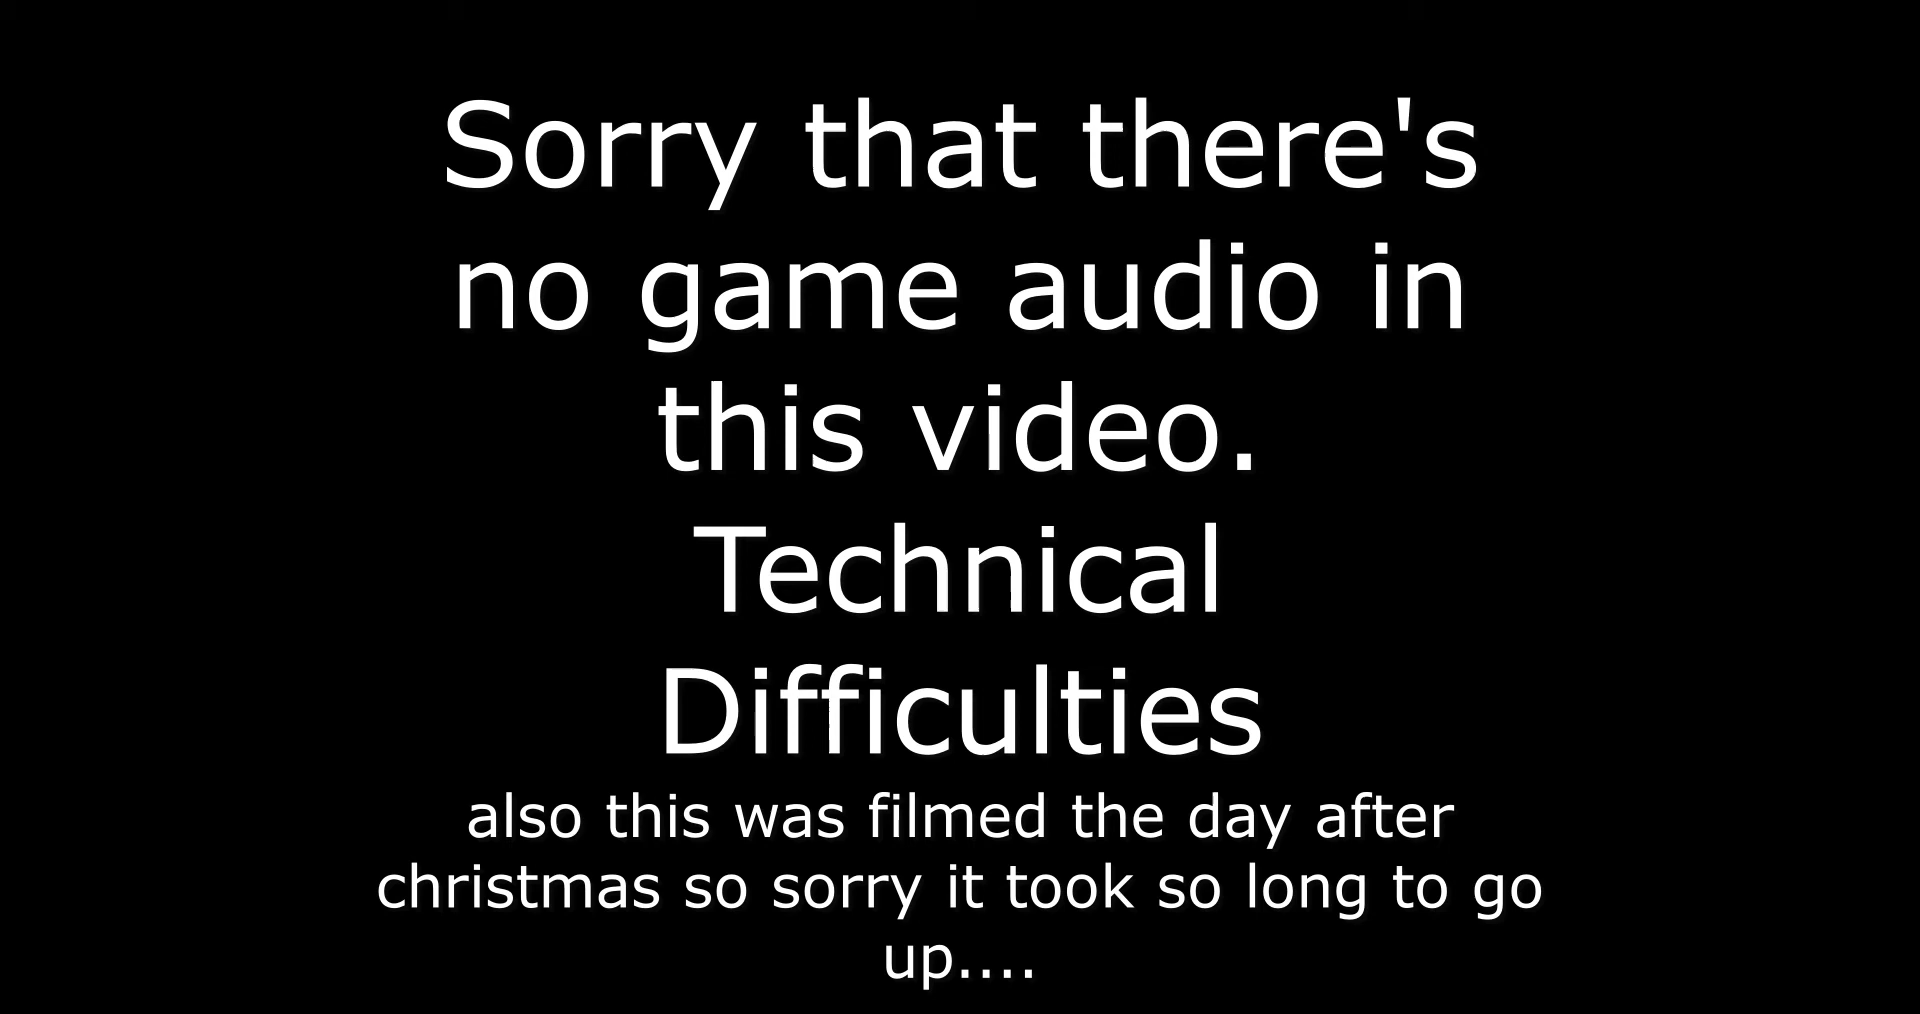 Sorry that there's
no game audio in
this video.
Technical
Difficulties
also this was filmed the day after
christmas so sorry it took so long to go
up....